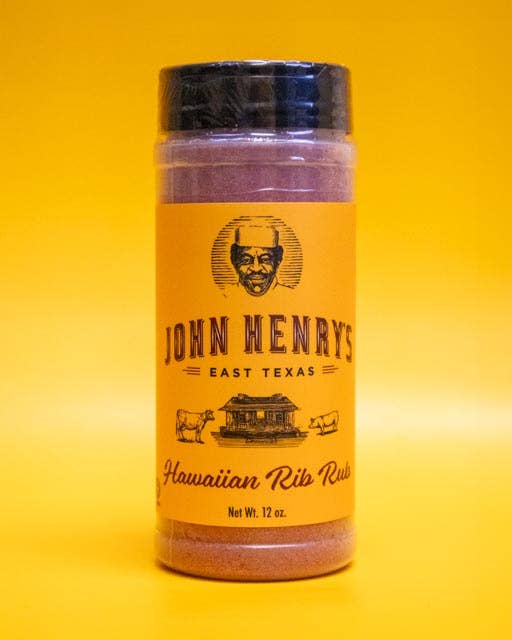 JOHN HENRY'S
EAST TEXAS
Hawaiian Rib Rub
Net Wt. 12 oz.